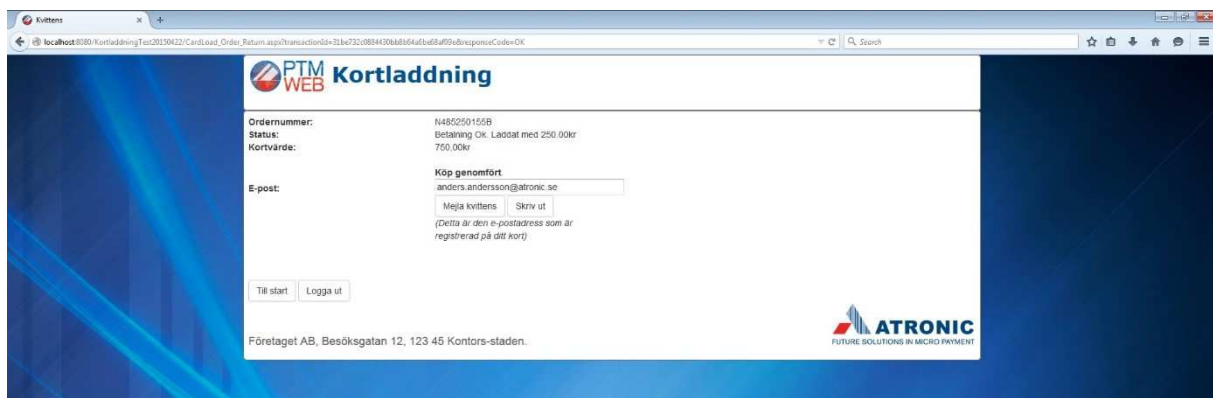 Kvittens
localhost:8080/KortladdningTest20150422/CardLoad_Order_Return.aspx?transactionId=31be732c0884430bb8b64a6be68af09e&responseCode=OK
Search
PTM WEB Kortladdning
Ordernummer: N485250155B
Status: Betalning Ok. Laddat med 250.00kr
Kortvärde: 750,00kr
Köp genomfört
E-post: anders.andersson@atronic.se
Mejla kvittens Skriv ut
(Detta är den e-postadress som är
registrerad på ditt kort)
Till start Logga ut
ATRONIC
FUTURE SOLUTIONS IN MICRO PAYMENT
Företaget AB, Besöksgatan 12, 123 45 Kontors-staden.